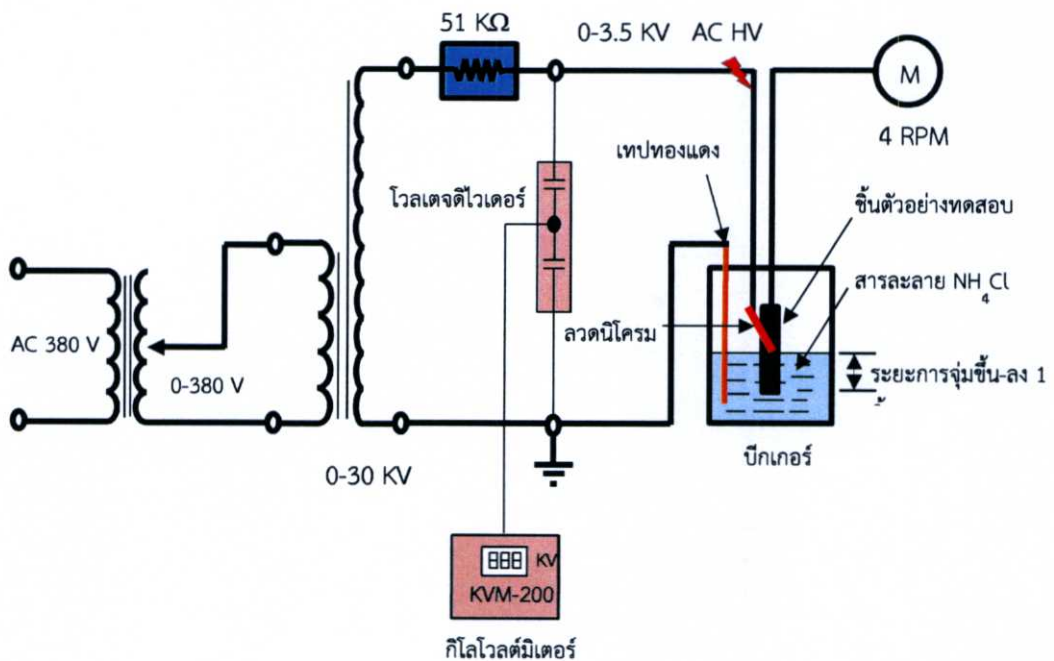 51 KΩ
0-3.5 KV AC HV
M
4 RPM
เทปทองแดง
โวลเตจดิไวเดอร์
ชิ้นตัวอย่างทดสอบ
สารละลาย NH4Cl
AC 380 V
0-380 V
ลวดนิโครม
ระยะการจุ่มขึ้น-ลง 1
บีกเกอร์
0-30 KV
888 KV
KVM-200
กิโลโวลต์มิเตอร์